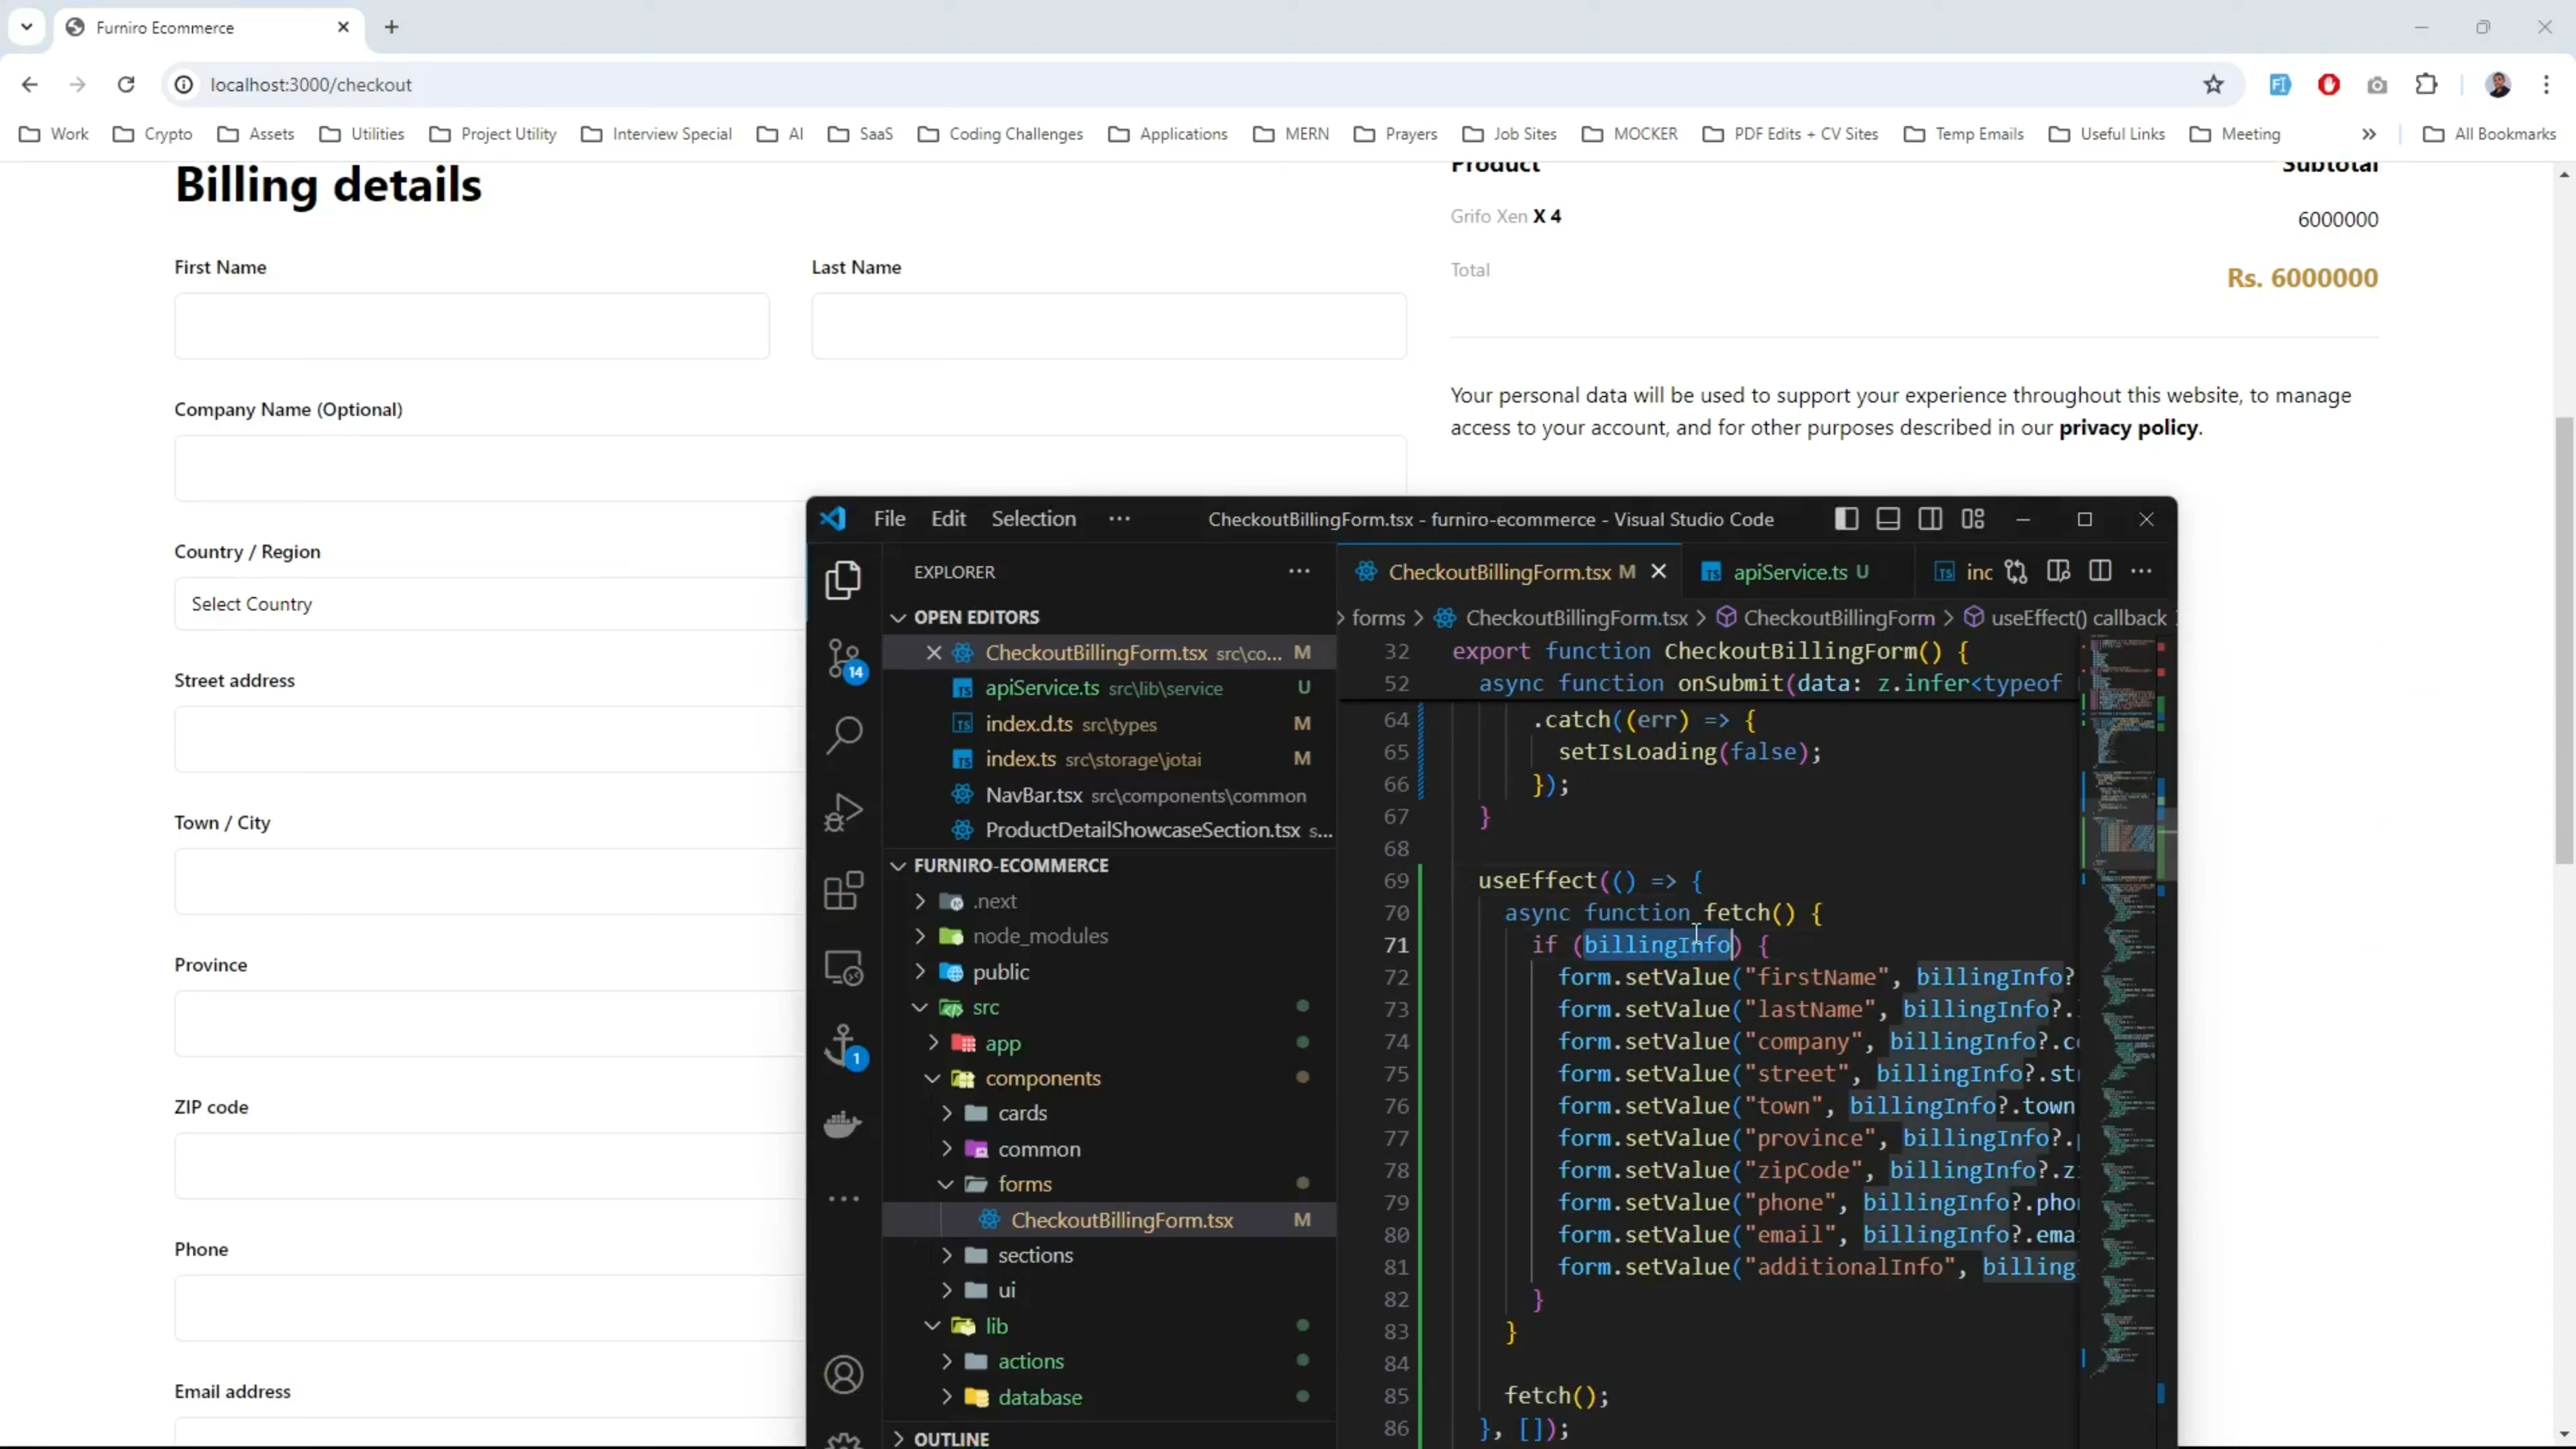 Furniro Ecommerce
localhost:3000/checkout
Work
Crypto
Assets
Utilities
Project Utility
Interview Special
AI
SaaS
Coding Challenges
Applications
MERN
Prayers
Job Sites
MOCKER
PDF Edits + CV Sites
Temp Emails
Useful Links
Meeting
All Bookmarks
Billing details
First Name
Last Name
Company Name (Optional)
Country / Region
Select Country
Street address
Town / City
Province
ZIP code
Phone
Email address
Product
Subtotal
Grifo Xen X 4
6000000
Total
Rs. 6000000
Your personal data will be used to support your experience throughout this website, to manage
access to your account, and for other purposes described in our privacy policy.
File
Edit
Selection
CheckoutBillingForm.tsx - furniro-ecommerce - Visual Studio Code
14
1
EXPLORER
OPEN EDITORS
CheckoutBillingForm.tsx src\co... M
apiService.ts src\lib\service U
index.d.ts src\types M
index.ts src\storage\jotai M
NavBar.tsx src\components\common
ProductDetailShowcaseSection.tsx s...
FURNIRO-ECOMMERCE
.next
node_modules
public
src
app
components
cards
common
forms
CheckoutBillingForm.tsx M
sections
ui
lib
actions
database
OUTLINE
CheckoutBillingForm.tsx M
apiService.ts U
inc
forms > CheckoutBillingForm.tsx > CheckoutBillingForm > useEffect() callback
32 export function CheckoutBillingForm() {
52 async function onSubmit(data: z.infer<typeof
64 .catch((err) => {
65 setIsLoading(false);
66 });
67 }
68
69 useEffect(() => {
70 async function fetch() {
71 if (billingInfo) {
72 form.setValue("firstName", billingInfo?
73 form.setValue("lastName", billingInfo?.
74 form.setValue("company", billingInfo?.c
75 form.setValue("street", billingInfo?.st
76 form.setValue("town", billingInfo?.town
77 form.setValue("province", billingInfo?.
78 form.setValue("zipCode", billingInfo?.z
79 form.setValue("phone", billingInfo?.pho
80 form.setValue("email", billingInfo?.ema
81 form.setValue("additionalInfo", billing
82 }
83 }
84
85 fetch();
86 }, []);